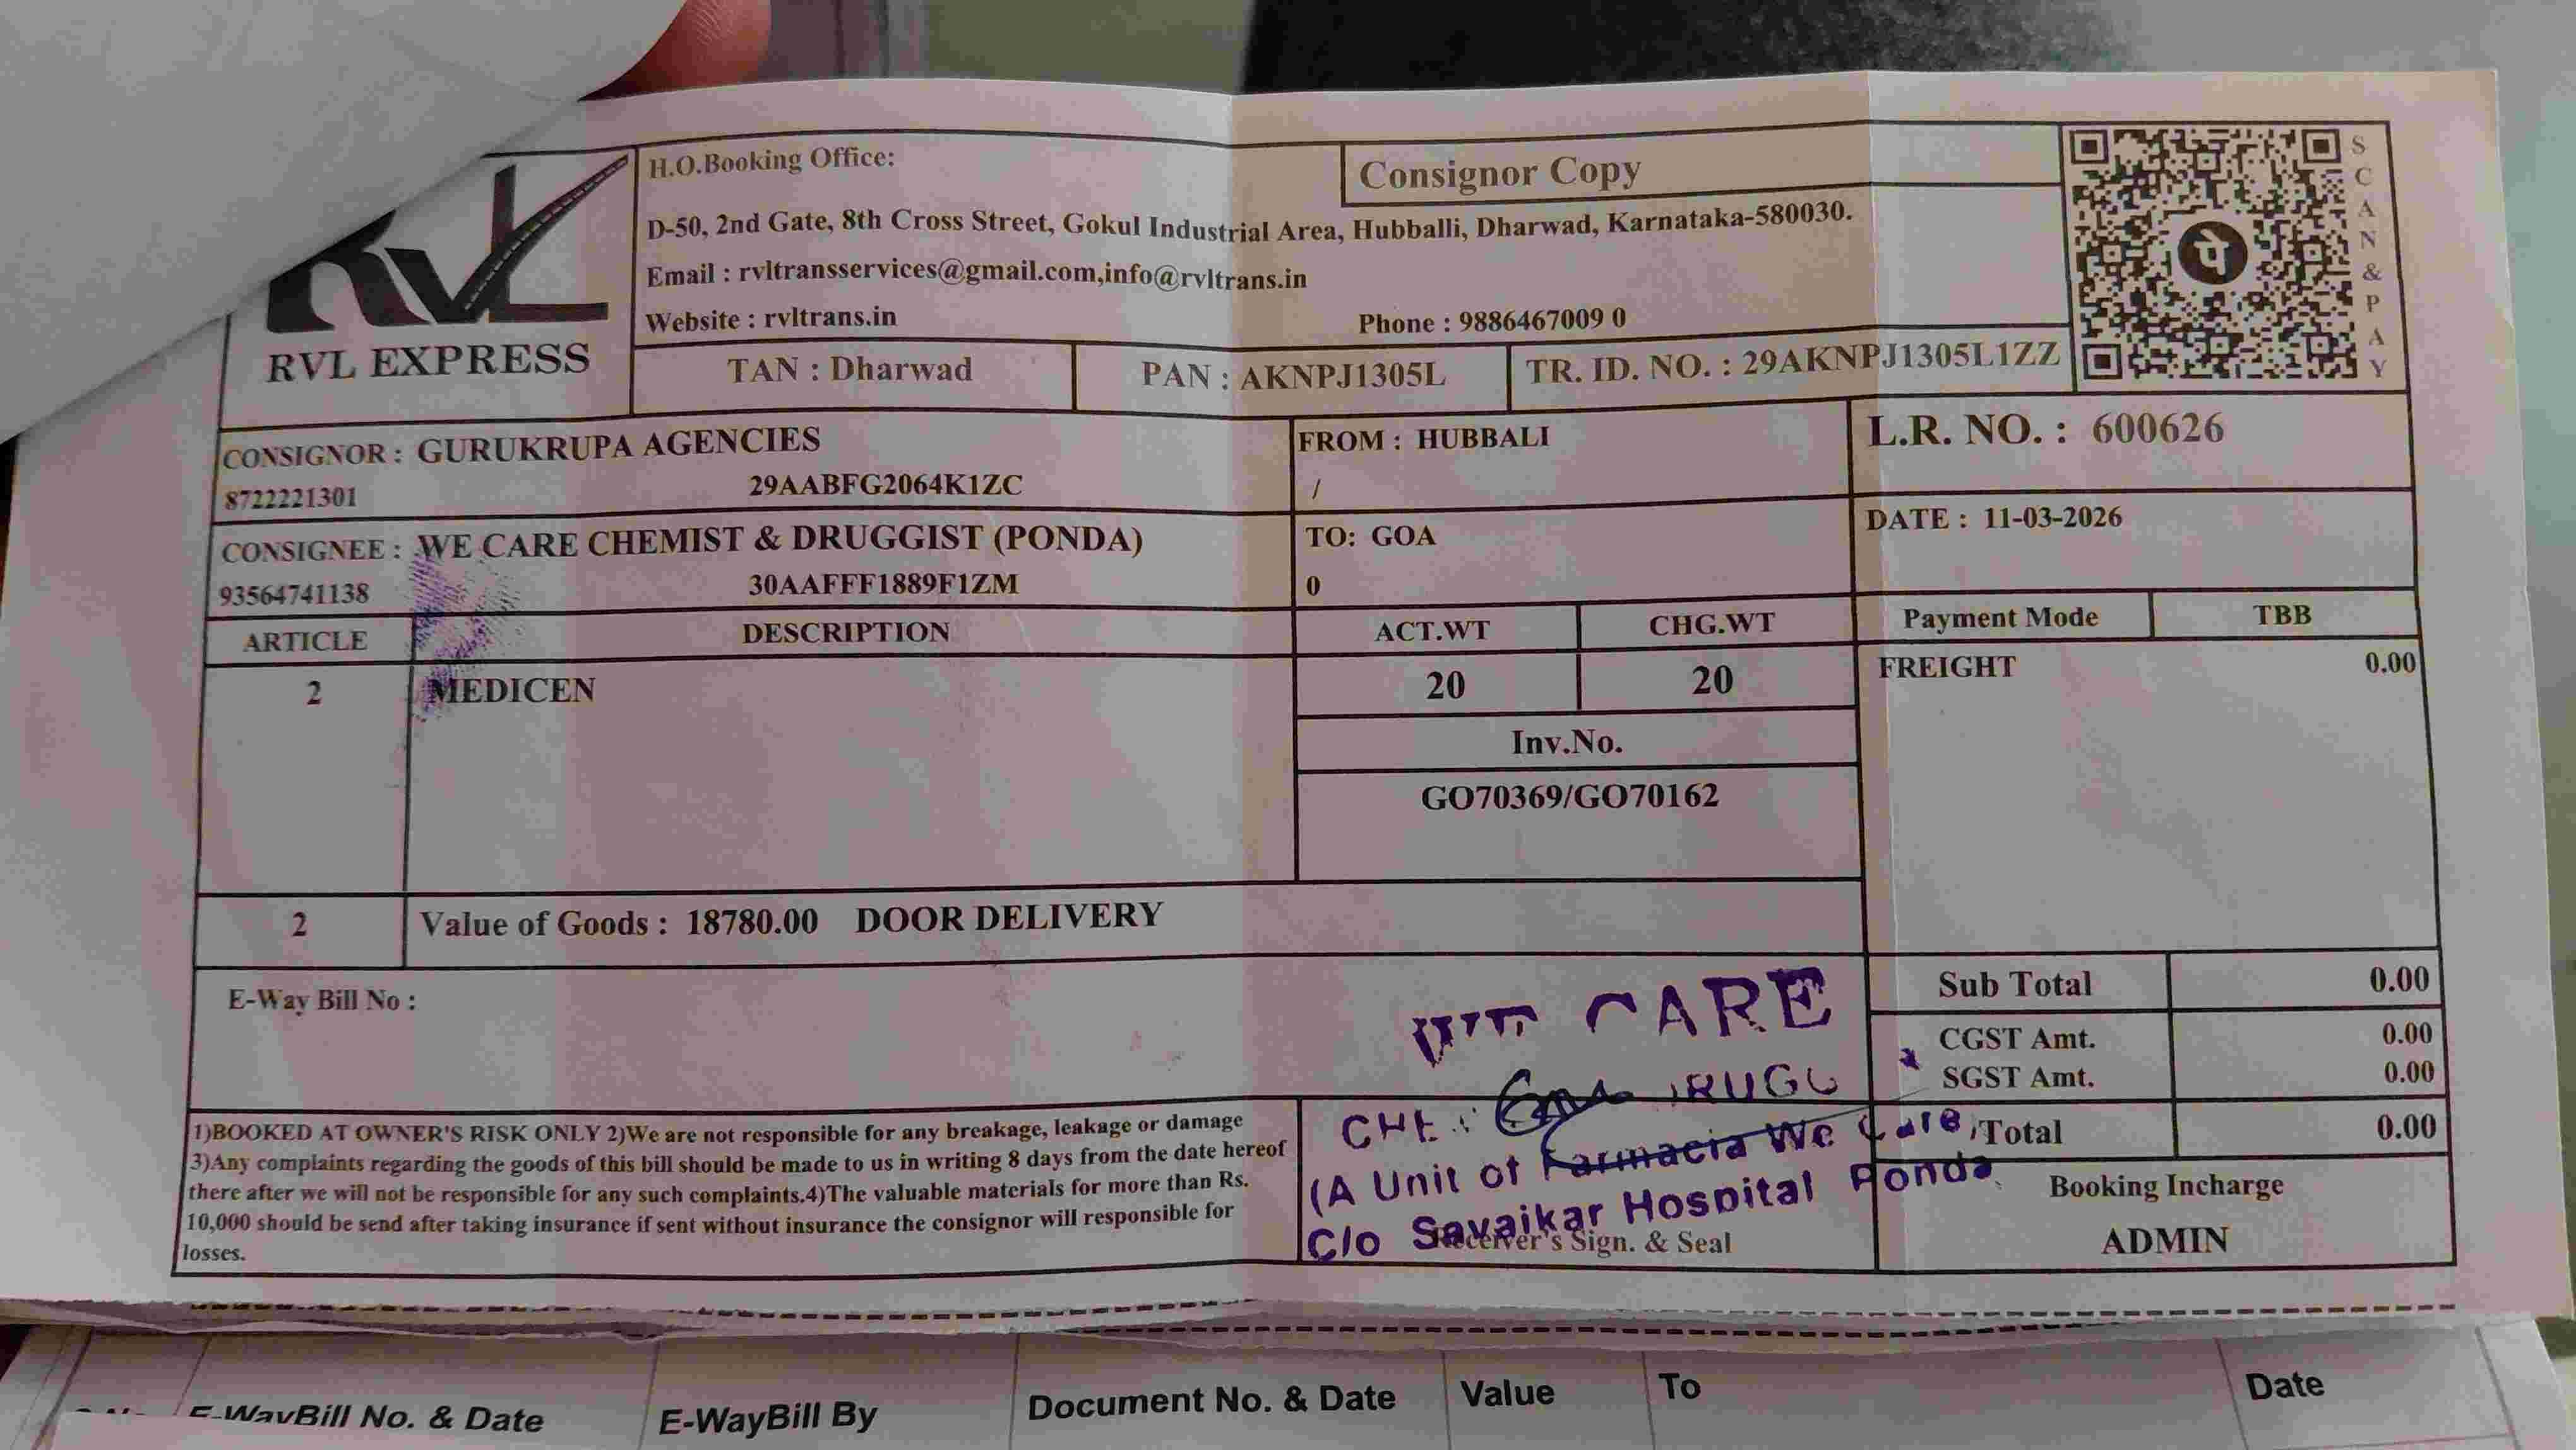 RVL
RVL EXPRESS
H.O.Booking Office:
Consignor Copy
D-50, 2nd Gate, 8th Cross Street, Gokul Industrial Area, Hubballi, Dharwad, Karnataka-580030.
Email : rvltransservices@gmail.com,info@rvltrans.in
Website : rvltrans.in
Phone : 9886467009 0
TAN : Dharwad
PAN : AKNPJ1305L
TR. ID. NO. : 29AKNPJ1305L1ZZ
पे
SCAN & PAY
CONSIGNOR : GURUKRUPA AGENCIES
8722221301
29AABFG2064K1ZC
FROM : HUBBALI
/
L.R. NO. : 600626
CONSIGNEE : WE CARE CHEMIST & DRUGGIST (PONDA)
93564741138
30AAFFF1889F1ZM
TO: GOA
0
DATE : 11-03-2026
ARTICLE
DESCRIPTION
ACT.WT
CHG.WT
Payment Mode
TBB
2
MEDICEN
20
20
FREIGHT
0.00
Inv.No.
GO70369/GO70162
2
Value of Goods : 18780.00 DOOR DELIVERY
E-Way Bill No :
Sub Total
0.00
CGST Amt.
0.00
SGST Amt.
0.00
Total
0.00
1)BOOKED AT OWNER'S RISK ONLY 2)We are not responsible for any breakage, leakage or damage
3)Any complaints regarding the goods of this bill should be made to us in writing 8 days from the date hereof
there after we will not be responsible for any such complaints.4)The valuable materials for more than Rs.
10,000 should be send after taking insurance if sent without insurance the consignor will responsible for
losses.
WE CARE
(A Unit of Farmacia We Care,
C/o Savaikar Hospital Ponda
Receiver's Sign. & Seal
Booking Incharge
ADMIN
E-WayBill No. & Date
E-WayBill By
Document No. & Date
Value
To
Date